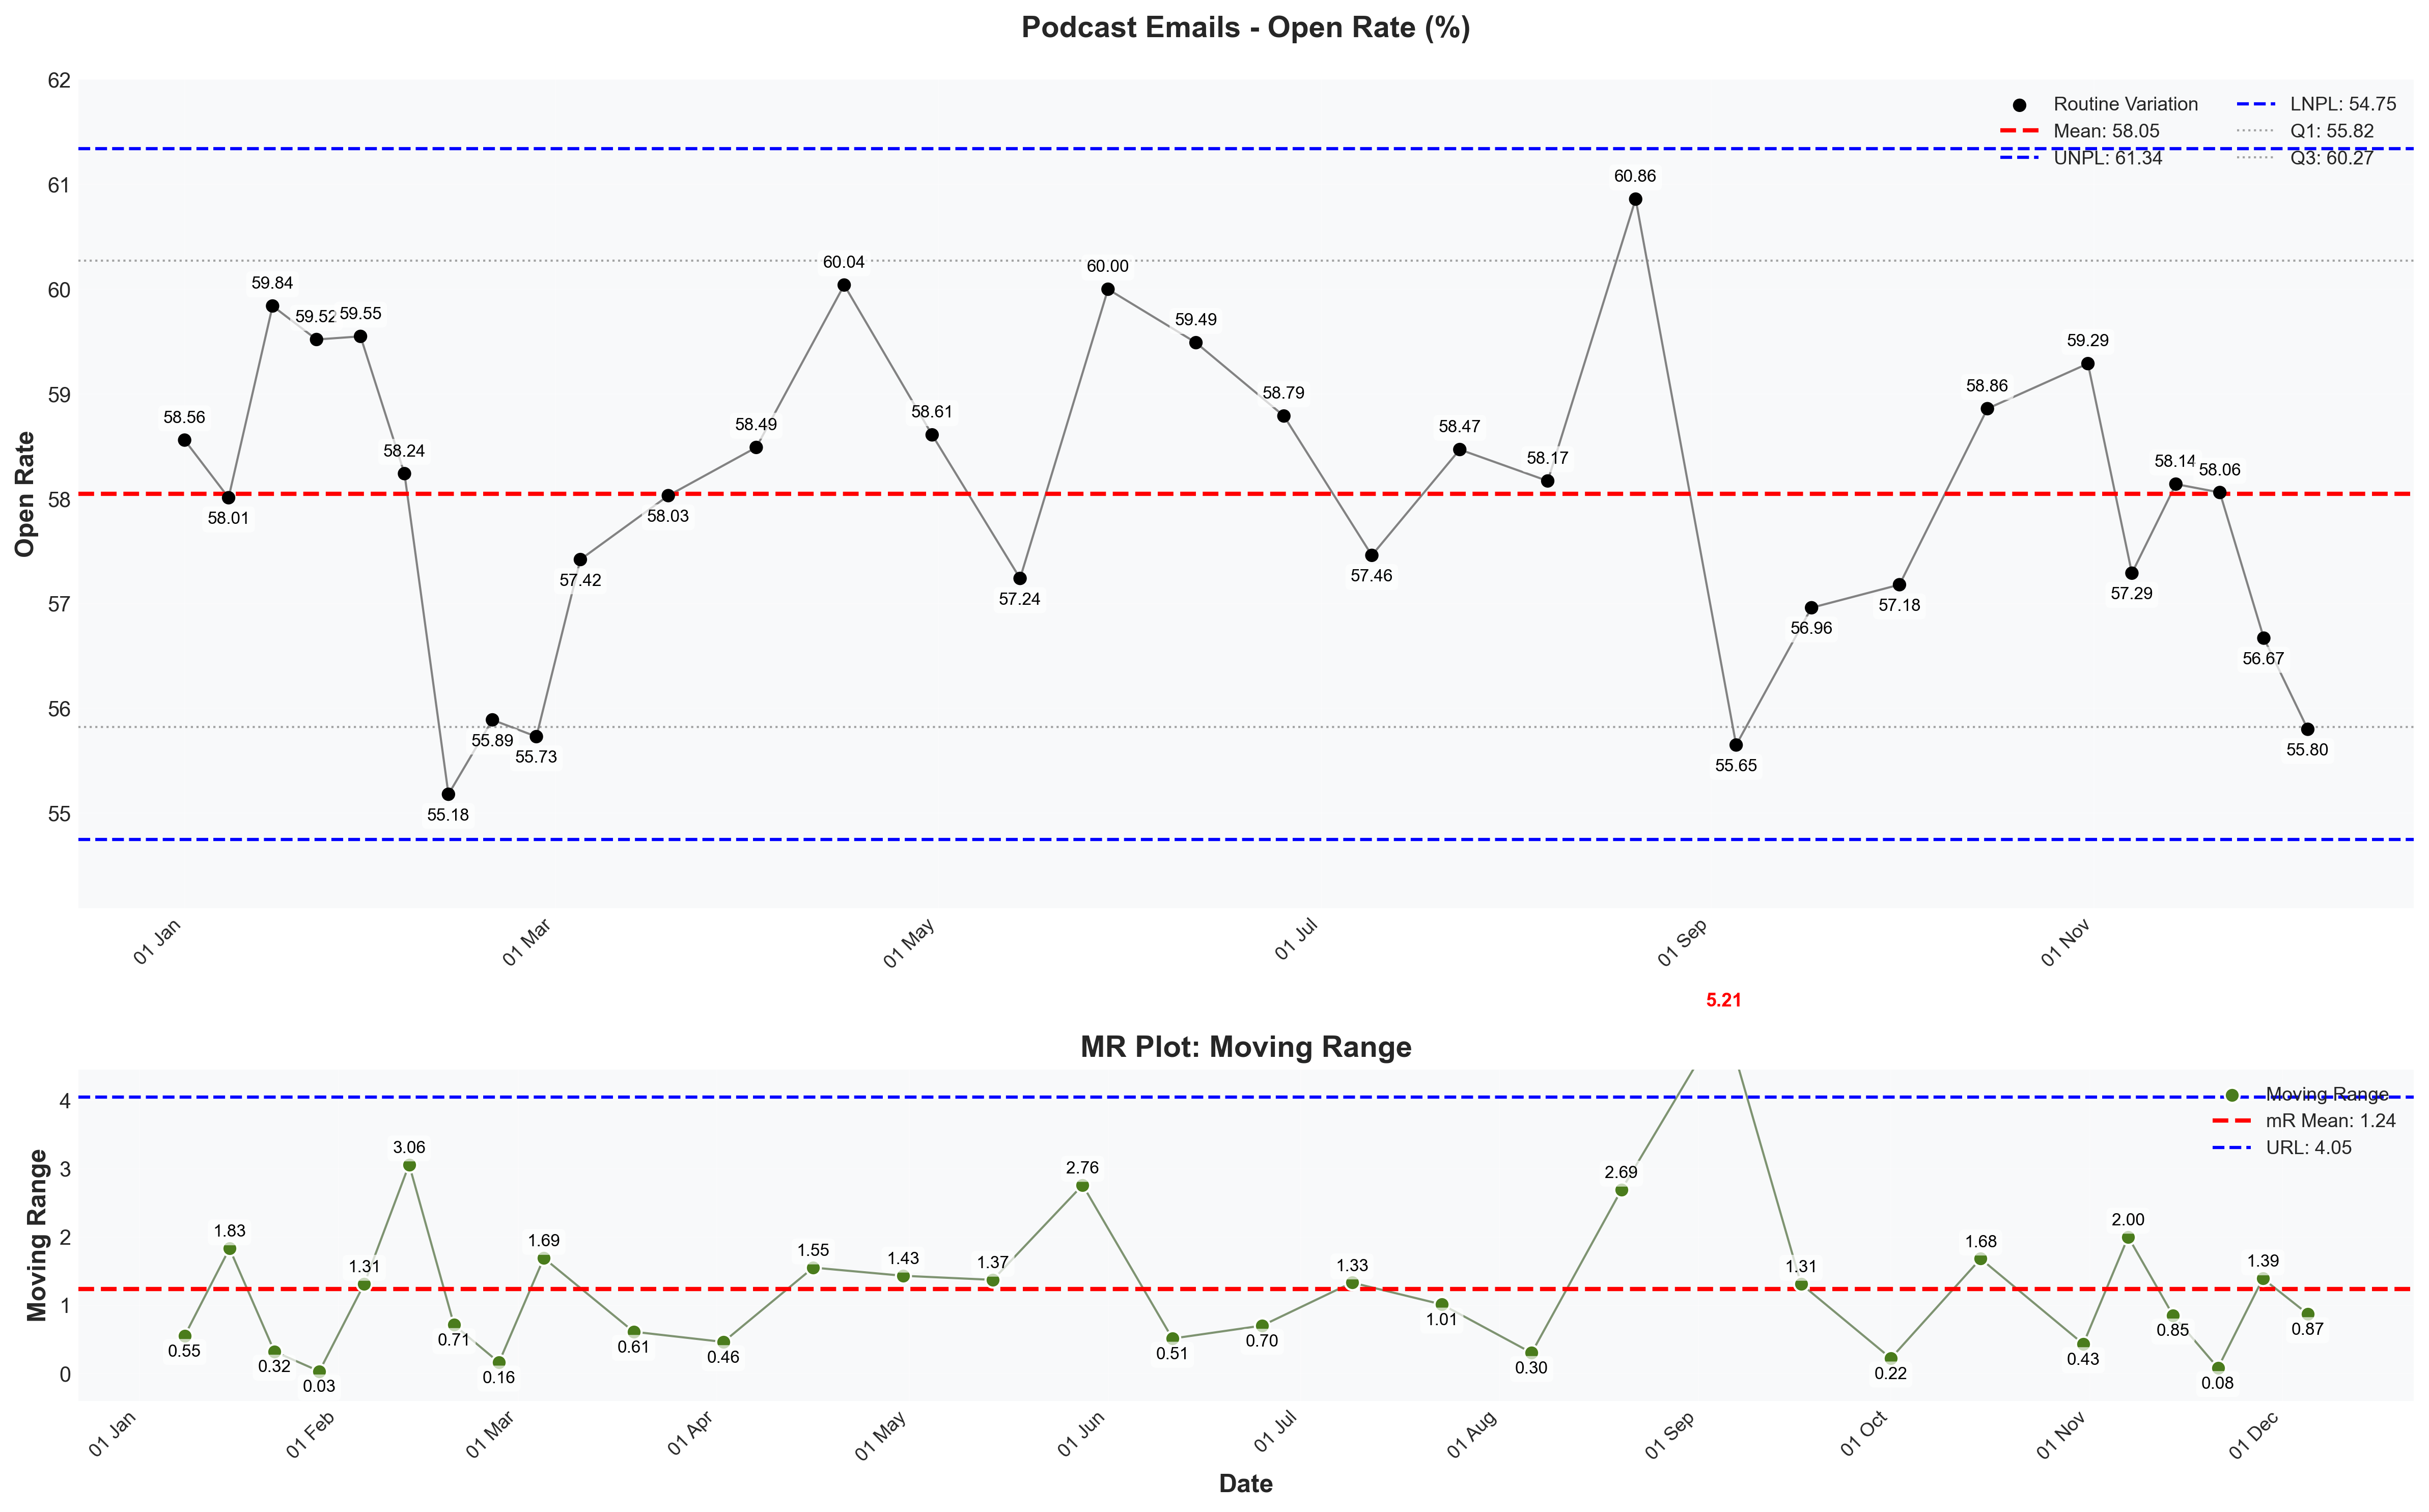 Podcast Emails - Open Rate (%)
62
61
60
59
58
57
56
55
Open Rate
Routine Variation
Mean: 58.05
UNPL: 61.34
LNPL: 54.75
Q1: 55.82
Q3: 60.27
58.56
58.01
59.84
59.52
59.55
58.24
55.18
55.89
55.73
57.42
58.03
58.49
60.04
58.61
57.24
60.00
59.49
58.79
57.46
58.47
58.17
60.86
55.65
56.96
57.18
58.86
59.29
57.29
58.14
58.06
56.67
55.80
01 Jan
01 Mar
01 May
01 Jul
01 Sep
01 Nov
5.21
MR Plot: Moving Range
4
3
2
1
0
Moving Range
Moving Range
mR Mean: 1.24
URL: 4.05
0.55
1.83
0.32
0.03
1.31
3.06
0.71
0.16
1.69
0.61
0.46
1.55
1.43
1.37
2.76
0.51
0.70
1.33
1.01
0.30
2.69
1.31
0.22
1.68
0.43
2.00
0.85
0.08
1.39
0.87
01 Jan
01 Feb
01 Mar
01 Apr
01 May
01 Jun
01 Jul
01 Aug
01 Sep
01 Oct
01 Nov
01 Dec
Date